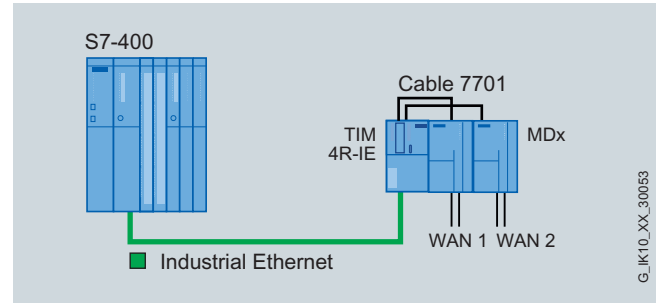 S7-400
Cable 7701
TIM
4R-IE
MDx
WAN 1 WAN 2
Industrial Ethernet
G_IK10_XX_30053